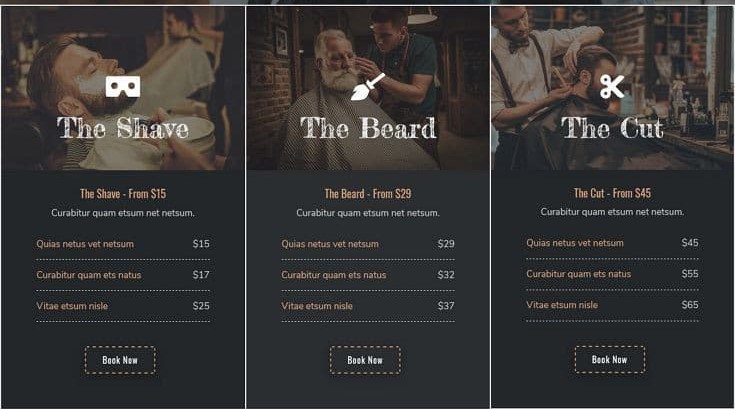 The Shave
The Shave - From $15
Curabitur quam etsum net netsum.
Quias netus vet netsum $15
Curabitur quam ets natus $17
Vitae etsum nisle $25
Book Now
The Beard
The Beard - From $29
Curabitur quam etsum net netsum.
Quias netus vet netsum $29
Curabitur quam ets natus $32
Vitae etsum nisle $37
Book Now
The Cut
The Cut - From $45
Curabitur quam etsum net netsum.
Quias netus vet netsum $45
Curabitur quam ets natus $55
Vitae etsum nisle $65
Book Now